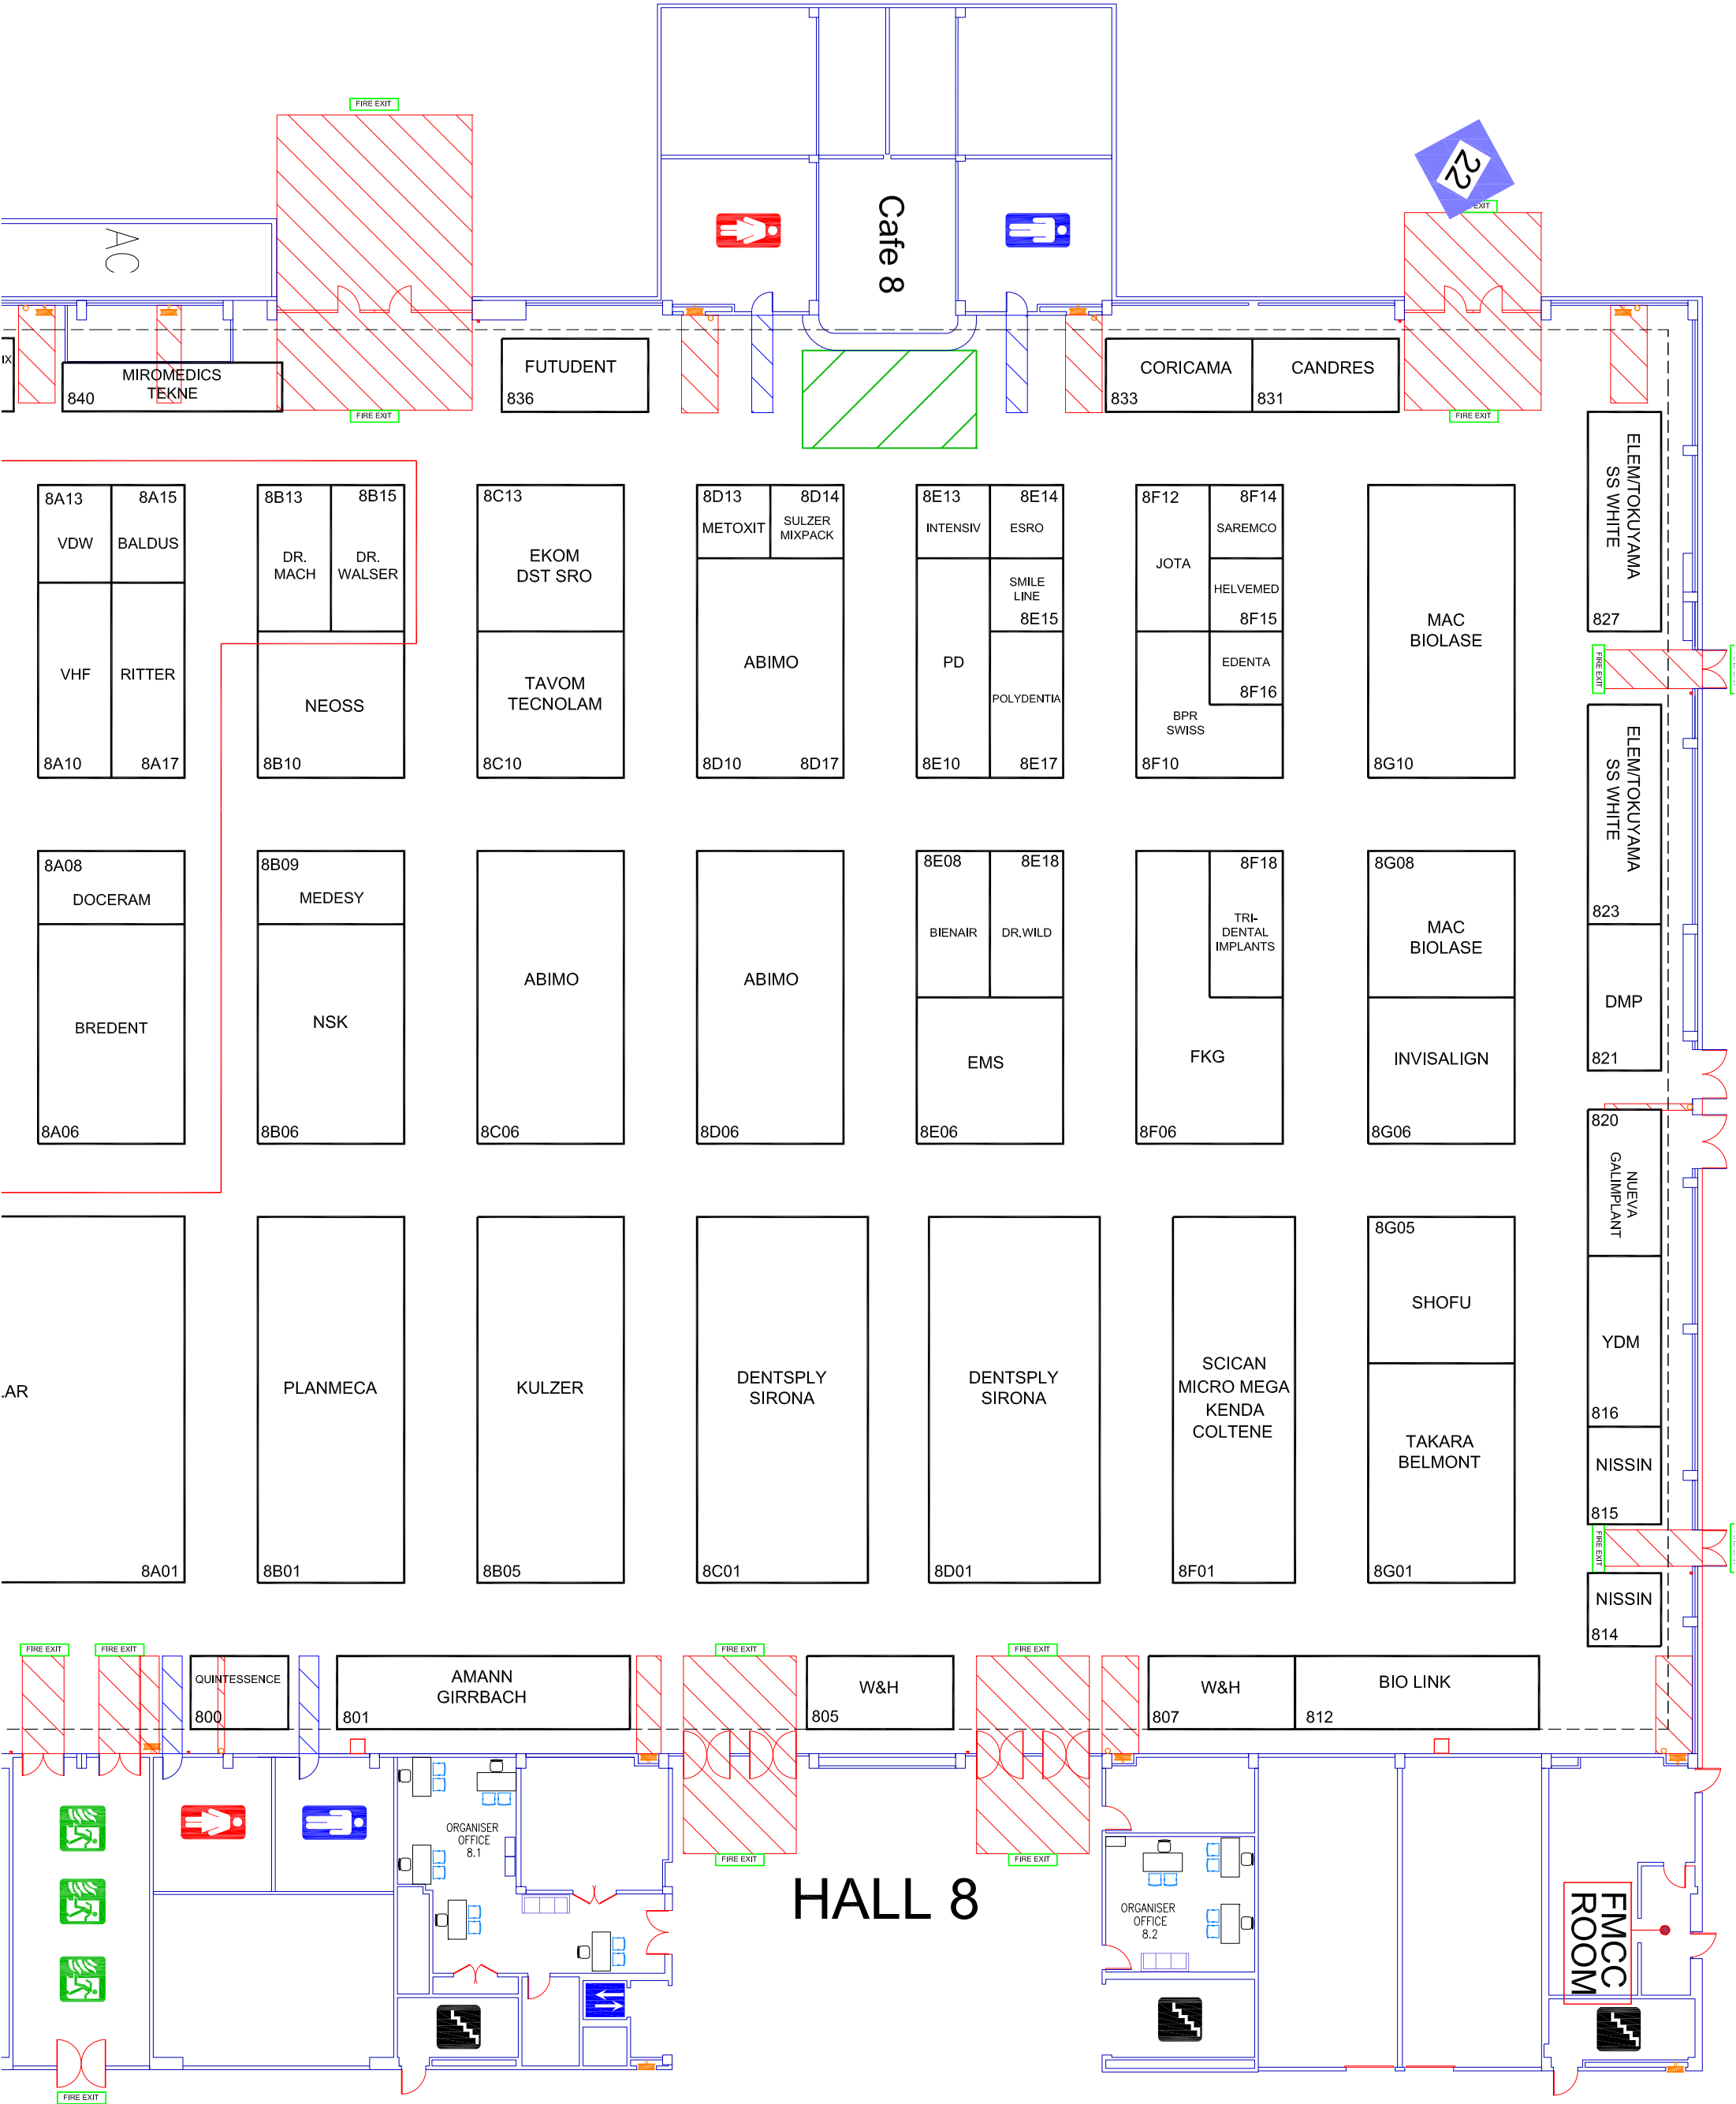 FIRE EXIT
22
EXIT
AC
Cafe 8
IX
MIROMEDICS
TEKNE
840
FUTUDENT
836
CORICAMA
833
CANDRES
831
FIRE EXIT
FIRE EXIT
ELEM/TOKUYAMA
SS WHITE
827
8A13
VDW
8A15
BALDUS
8B13
DR.
MACH
8B15
DR.
WALSER
8C13
EKOM
DST SRO
8D13
METOXIT
8D14
SULZER
MIXPACK
8E13
INTENSIV
8E14
ESRO
8F12
JOTA
8F14
SAREMCO
SMILE
LINE
8E15
HELVEMED
8F15
MAC
BIOLASE
8G10
VHF
8A10
RITTER
8A17
NEOSS
8B10
TAVOM
TECNOLAM
8C10
ABIMO
8D10
8D17
PD
8E10
POLYDENTIA
8E17
EDENTA
8F16
BPR
SWISS
8F10
FIRE EXIT
ELEM/TOKUYAMA
SS WHITE
823
8A08
DOCERAM
8B09
MEDESY
ABIMO
8C06
ABIMO
8D06
8E08
BIENAIR
8E18
DR.WILD
8F18
TRI-
DENTAL
IMPLANTS
8G08
MAC
BIOLASE
BREDENT
8A06
NSK
8B06
EMS
8E06
FKG
8F06
INVISALIGN
8G06
DMP
821
820
NUEVA
GALIMPLANT
AR
8A01
PLANMECA
8B01
KULZER
8B05
DENTSPLY
SIRONA
8C01
DENTSPLY
SIRONA
8D01
SCICAN
MICRO MEGA
KENDA
COLTENE
8F01
8G05
SHOFU
TAKARA
BELMONT
8G01
YDM
816
NISSIN
815
FIRE EXIT
NISSIN
814
FIRE EXIT
FIRE EXIT
FIRE EXIT
FIRE EXIT
QUINTESSENCE
800
AMANN
GIRRBACH
801
W&H
805
W&H
807
BIO LINK
812
ORGANISER
OFFICE
8.1
FIRE EXIT
FIRE EXIT
HALL 8
ORGANISER
OFFICE
8.2
FMCC
ROOM
FIRE EXIT